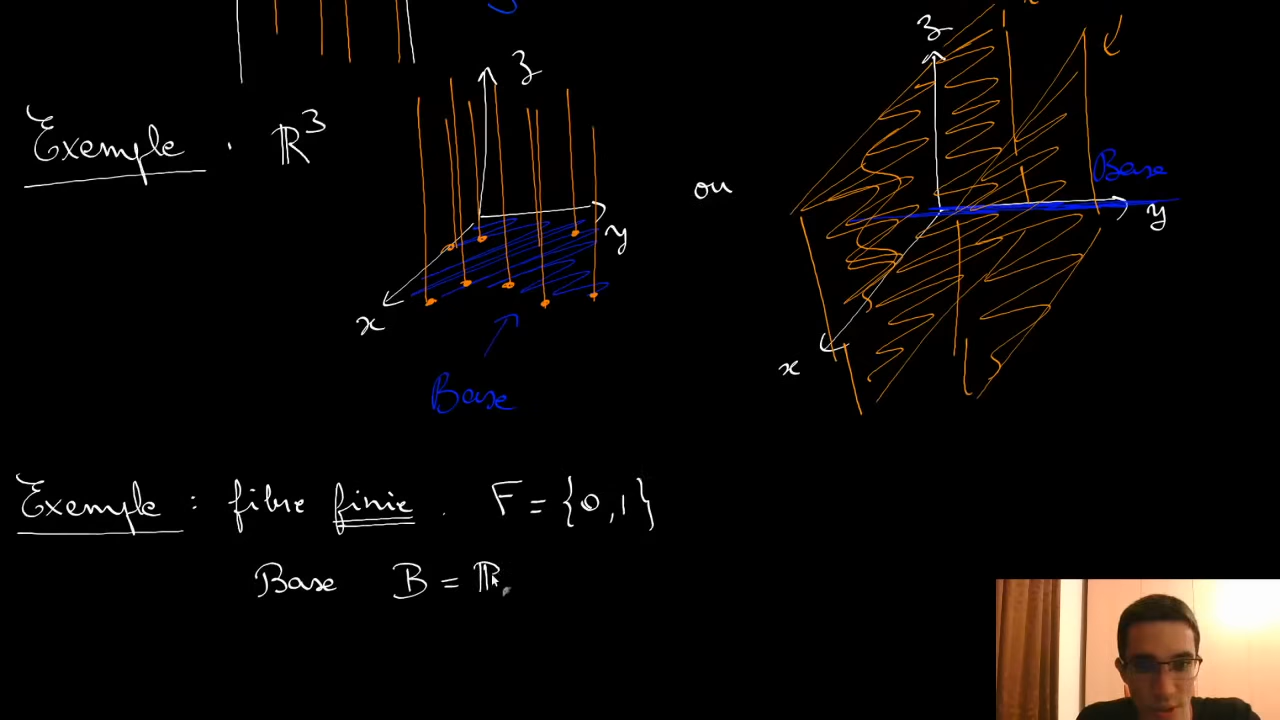 z
z
Exemple . ℝ³
Base
ou
y
y
x
x
Base
Exemple : fibre finie . F = {0,1}
Base B = ℝ